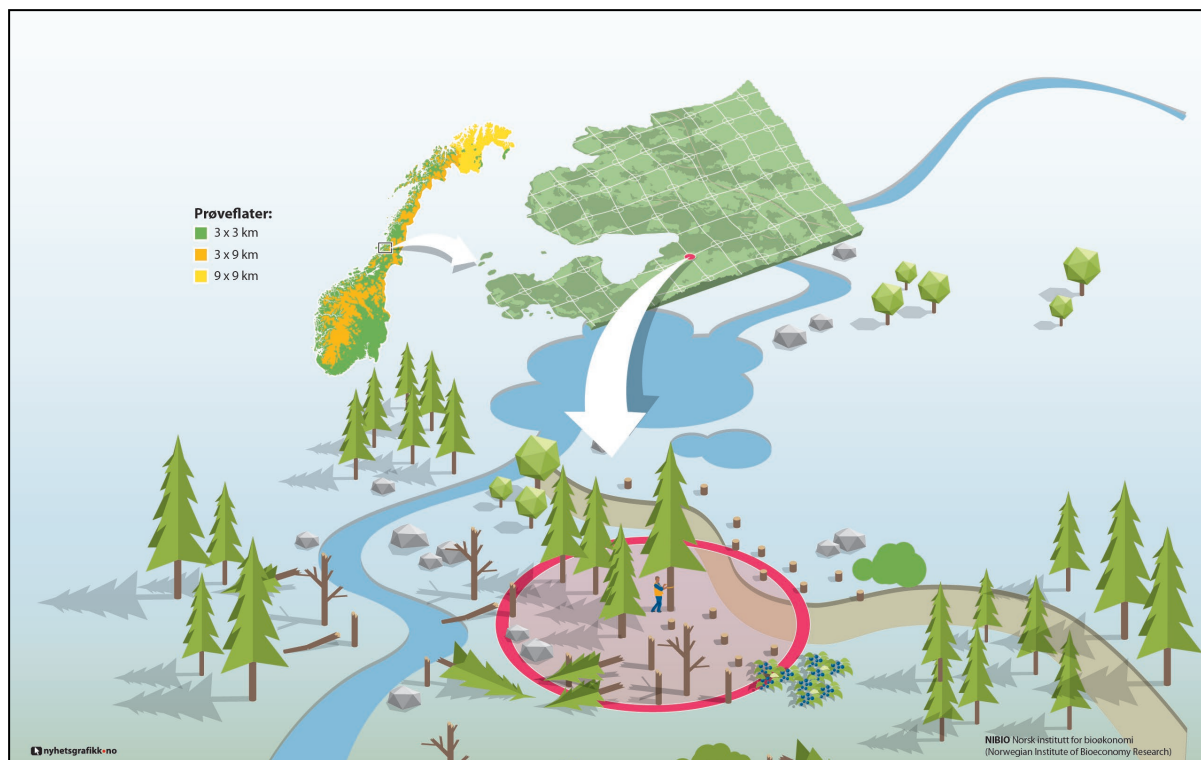 Prøveflater:
3 x 3 km
3 x 9 km
9 x 9 km
nyhetsgrafikk•no
NIBIO Norsk institutt for bioøkonomi
(Norwegian Institute of Bioeconomy Research)